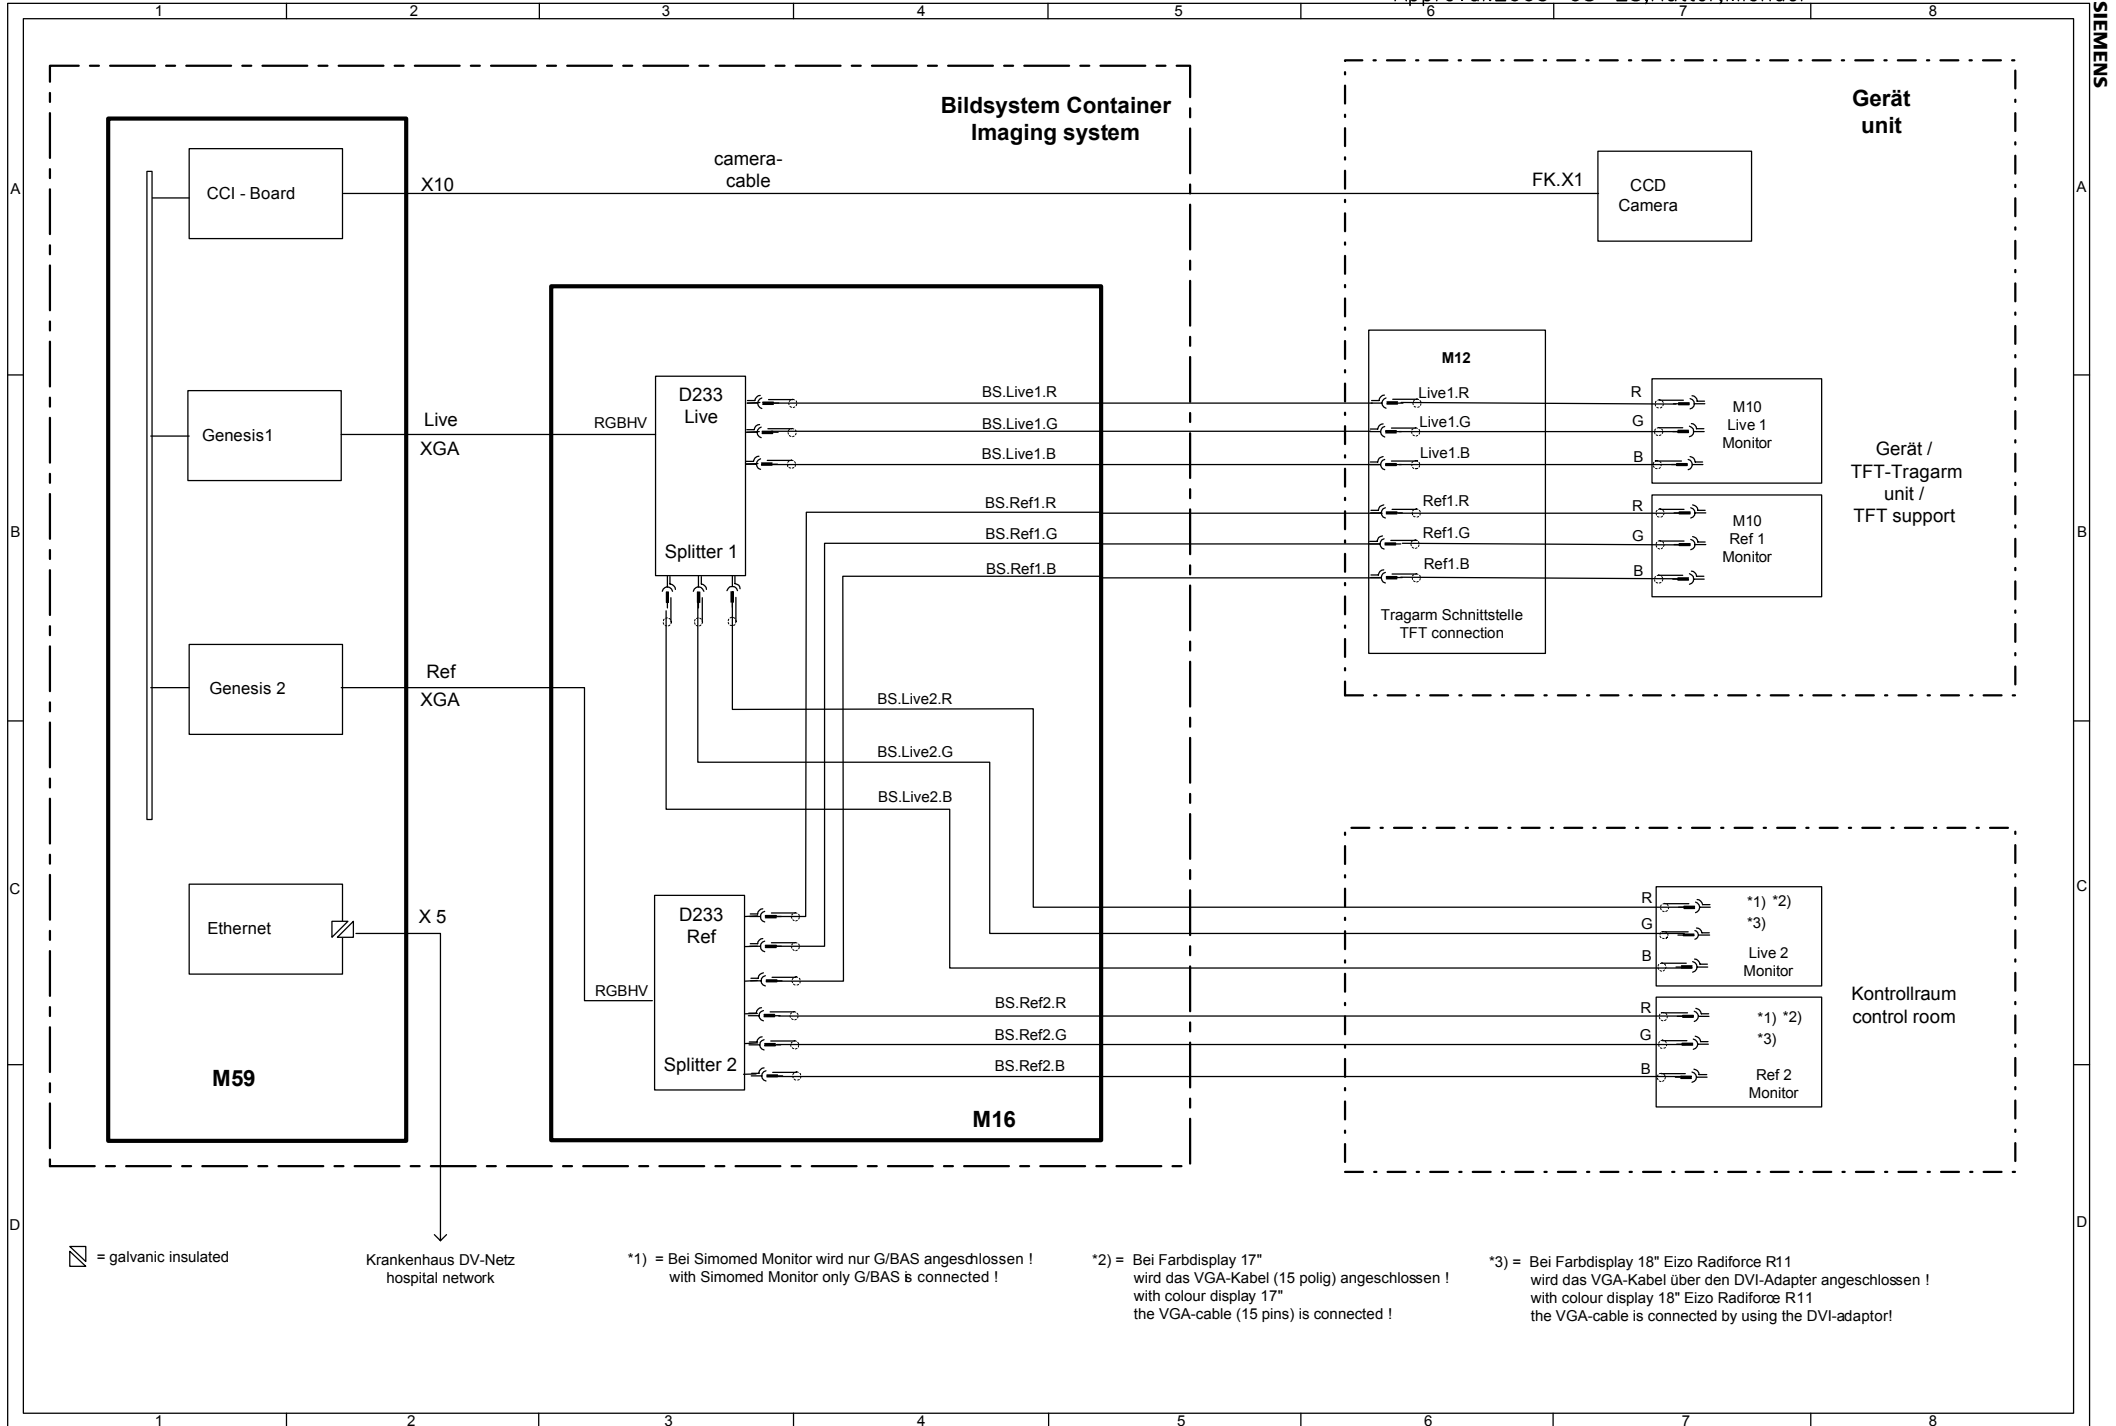 1 2 3 4 5 6 7 8
SIEMENS
Bildsystem Container
Imaging system
Gerät
unit
A
A
CCI - Board
X10
camera-
cable
FK.X1
CCD
Camera
M12
D233
Live
BS.Live1.R
Live1.R
R
Genesis1
Live
XGA
RGBHV
BS.Live1.G
Live1.G
G
M10
Live 1
Monitor
BS.Live1.B
Live1.B
B
Gerät /
TFT-Tragarm
unit /
TFT support
BS.Ref1.R
Ref1.R
R
B
B
BS.Ref1.G
Ref1.G
G
M10
Ref 1
Monitor
Splitter 1
BS.Ref1.B
Ref1.B
B
Tragarm Schnittstelle
TFT connection
Genesis 2
Ref
XGA
BS.Live2.R
BS.Live2.G
BS.Live2.B
C
C
Ethernet
X 5
D233
Ref
R
G
B
*1) *2)
*3)
Live 2
Monitor
RGBHV
BS.Ref2.R
R
BS.Ref2.G
G
BS.Ref2.B
B
*1) *2)
*3)
Ref 2
Monitor
Kontrollraum
control room
Splitter 2
M59
M16
D
D
= galvanic insulated
Krankenhaus DV-Netz
hospital network
*1) = Bei Simomed Monitor wird nur G/BAS angeschlossen !
with Simomed Monitor only G/BAS is connected !
*2) = Bei Farbdisplay 17"
wird das VGA-Kabel (15 polig) angeschlossen !
with colour display 17"
the VGA-cable (15 pins) is connected !
*3) = Bei Farbdisplay 18" Eizo Radiforce R11
wird das VGA-Kabel über den DVI-Adapter angeschlossen !
with colour display 18" Eizo Radiforce R11
the VGA-cable is connected by using the DVI-adaptor!
1 2 3 4 5 6 7 8